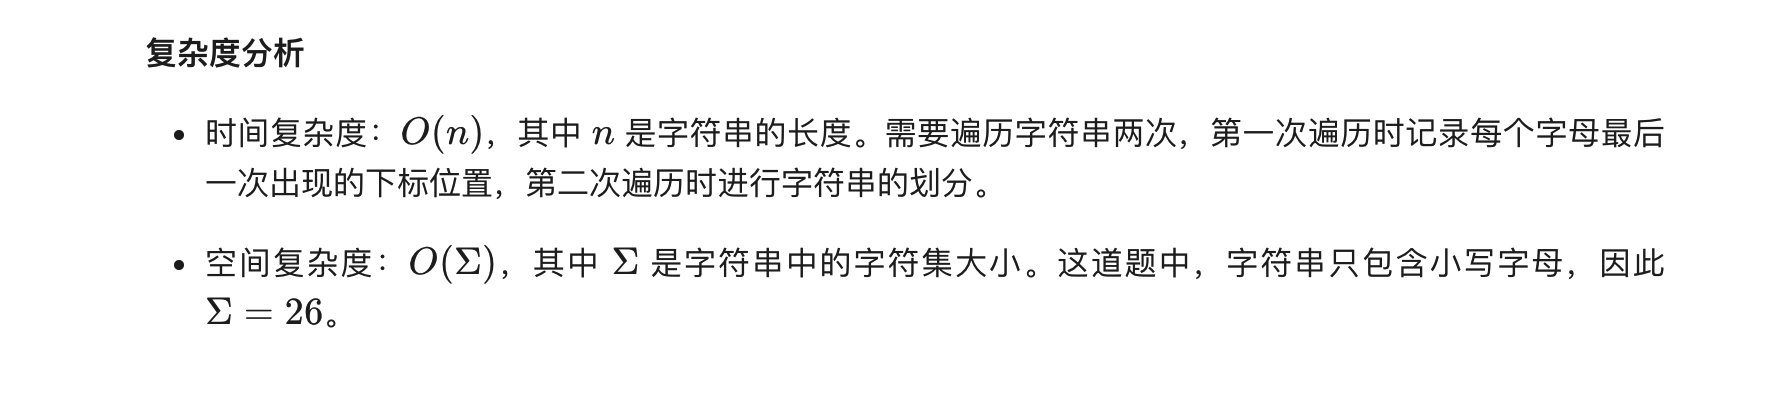 复杂度分析
• 时间复杂度：O(n)，其中 n 是字符串的长度。需要遍历字符串两次，第一次遍历时记录每个字母最后
一次出现的下标位置，第二次遍历时进行字符串的划分。
• 空间复杂度：O(Σ)，其中 Σ 是字符串中的字符集大小。这道题中，字符串只包含小写字母，因此
Σ = 26。